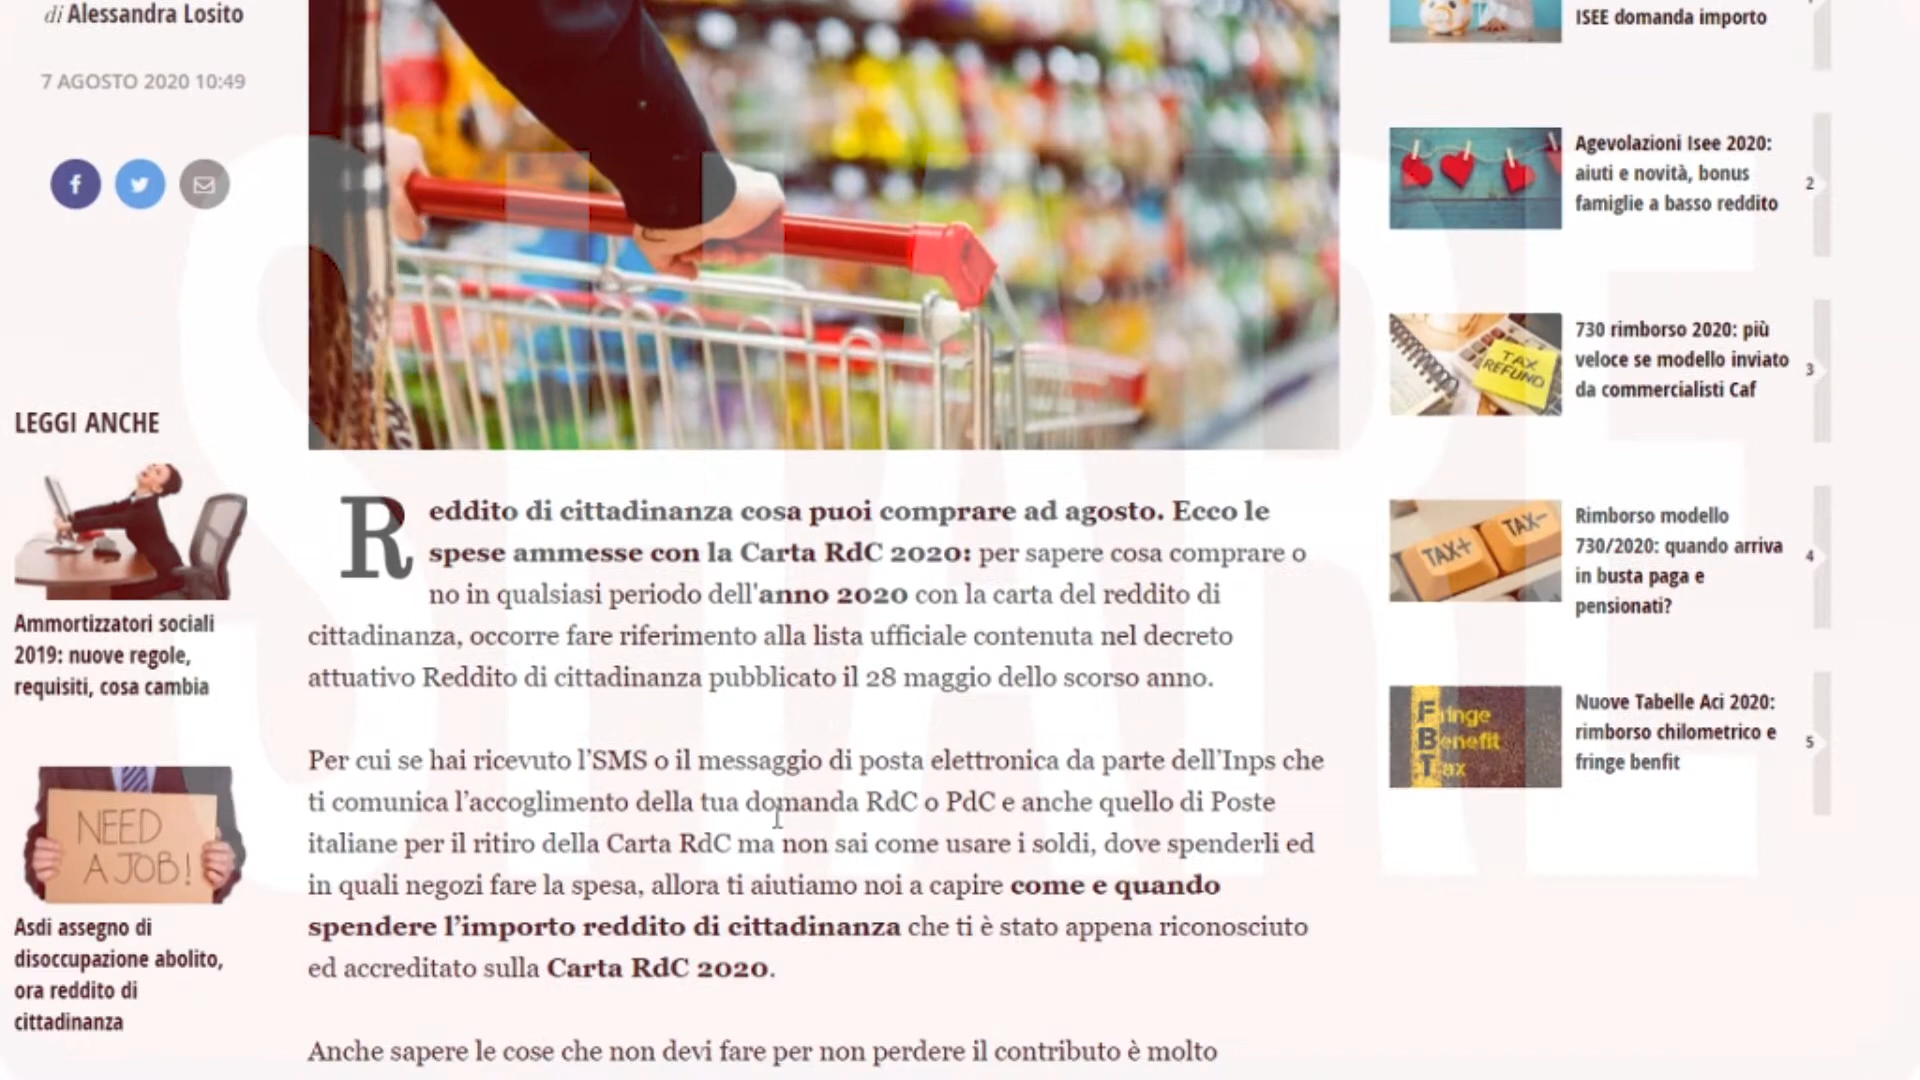 di Alessandra Losito
7 AGOSTO 2020 10:49
LEGGI ANCHE
Ammortizzatori sociali
2019: nuove regole,
requisiti, cosa cambia
NEED
A JOB!
Asdi assegno di
disoccupazione abolito,
ora reddito di
cittadinanza
Reddito di cittadinanza cosa puoi comprare ad agosto. Ecco le
spese ammesse con la Carta RdC 2020: per sapere cosa comprare o
no in qualsiasi periodo dell'anno 2020 con la carta del reddito di
cittadinanza, occorre fare riferimento alla lista ufficiale contenuta nel decreto
attuativo Reddito di cittadinanza pubblicato il 28 maggio dello scorso anno.
Per cui se hai ricevuto l’SMS o il messaggio di posta elettronica da parte dell’Inps che
ti comunica l’accoglimento della tua domanda RdC o PdC e anche quello di Poste
italiane per il ritiro della Carta RdC ma non sai come usare i soldi, dove spenderli ed
in quali negozi fare la spesa, allora ti aiutiamo noi a capire come e quando
spendere l’importo reddito di cittadinanza che ti è stato appena riconosciuto
ed accreditato sulla Carta RdC 2020.
Anche sapere le cose che non devi fare per non perdere il contributo è molto
ISEE domanda importo
Agevolazioni Isee 2020:
aiuti e novità, bonus
famiglie a basso reddito
2
730 rimborso 2020: più
veloce se modello inviato
da commercialisti Caf
3
TAX
REFUND
Rimborso modello
730/2020: quando arriva
in busta paga e
pensionati?
4
TAX+
TAX-
Nuove Tabelle Aci 2020:
rimborso chilometrico e
fringe benfit
5
Fringe
Benefit
Tax
SHARE